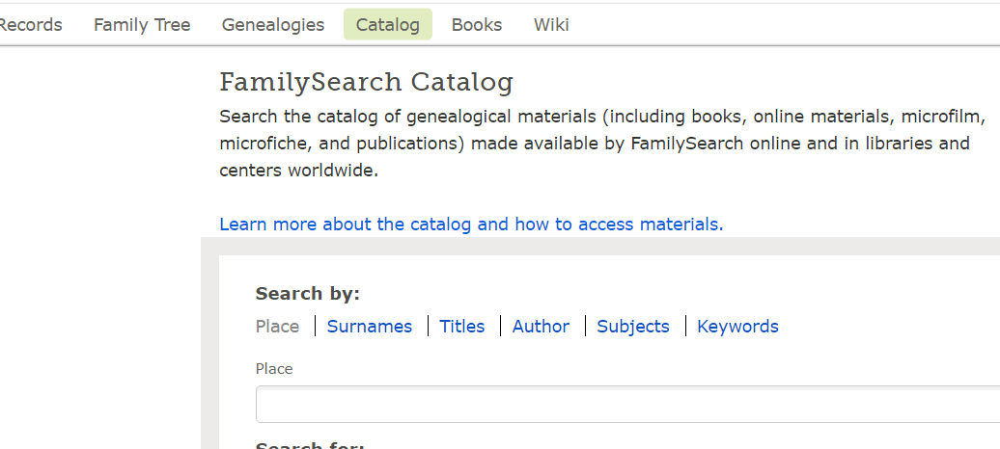 Records Family Tree Genealogies Catalog Books Wiki
FamilySearch Catalog
Search the catalog of genealogical materials (including books, online materials, microfilm,
microfiche, and publications) made available by FamilySearch online and in libraries and
centers worldwide.
Learn more about the catalog and how to access materials.
Search by:
Place Surnames Titles Author Subjects Keywords
Place
Search for: